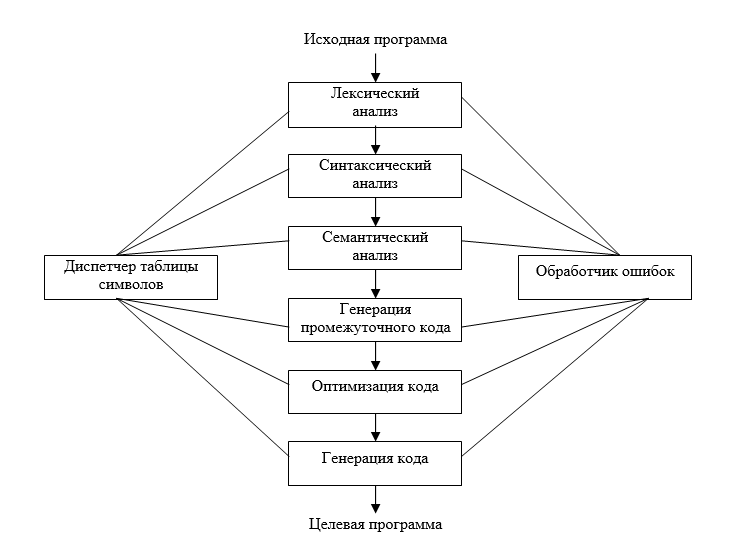 Исходная программа
Лексический
анализ
Синтаксический
анализ
Семантический
анализ
Диспетчер таблицы
символов
Обработчик ошибок
Генерация
промежуточного кода
Оптимизация кода
Генерация кода
Целевая программа